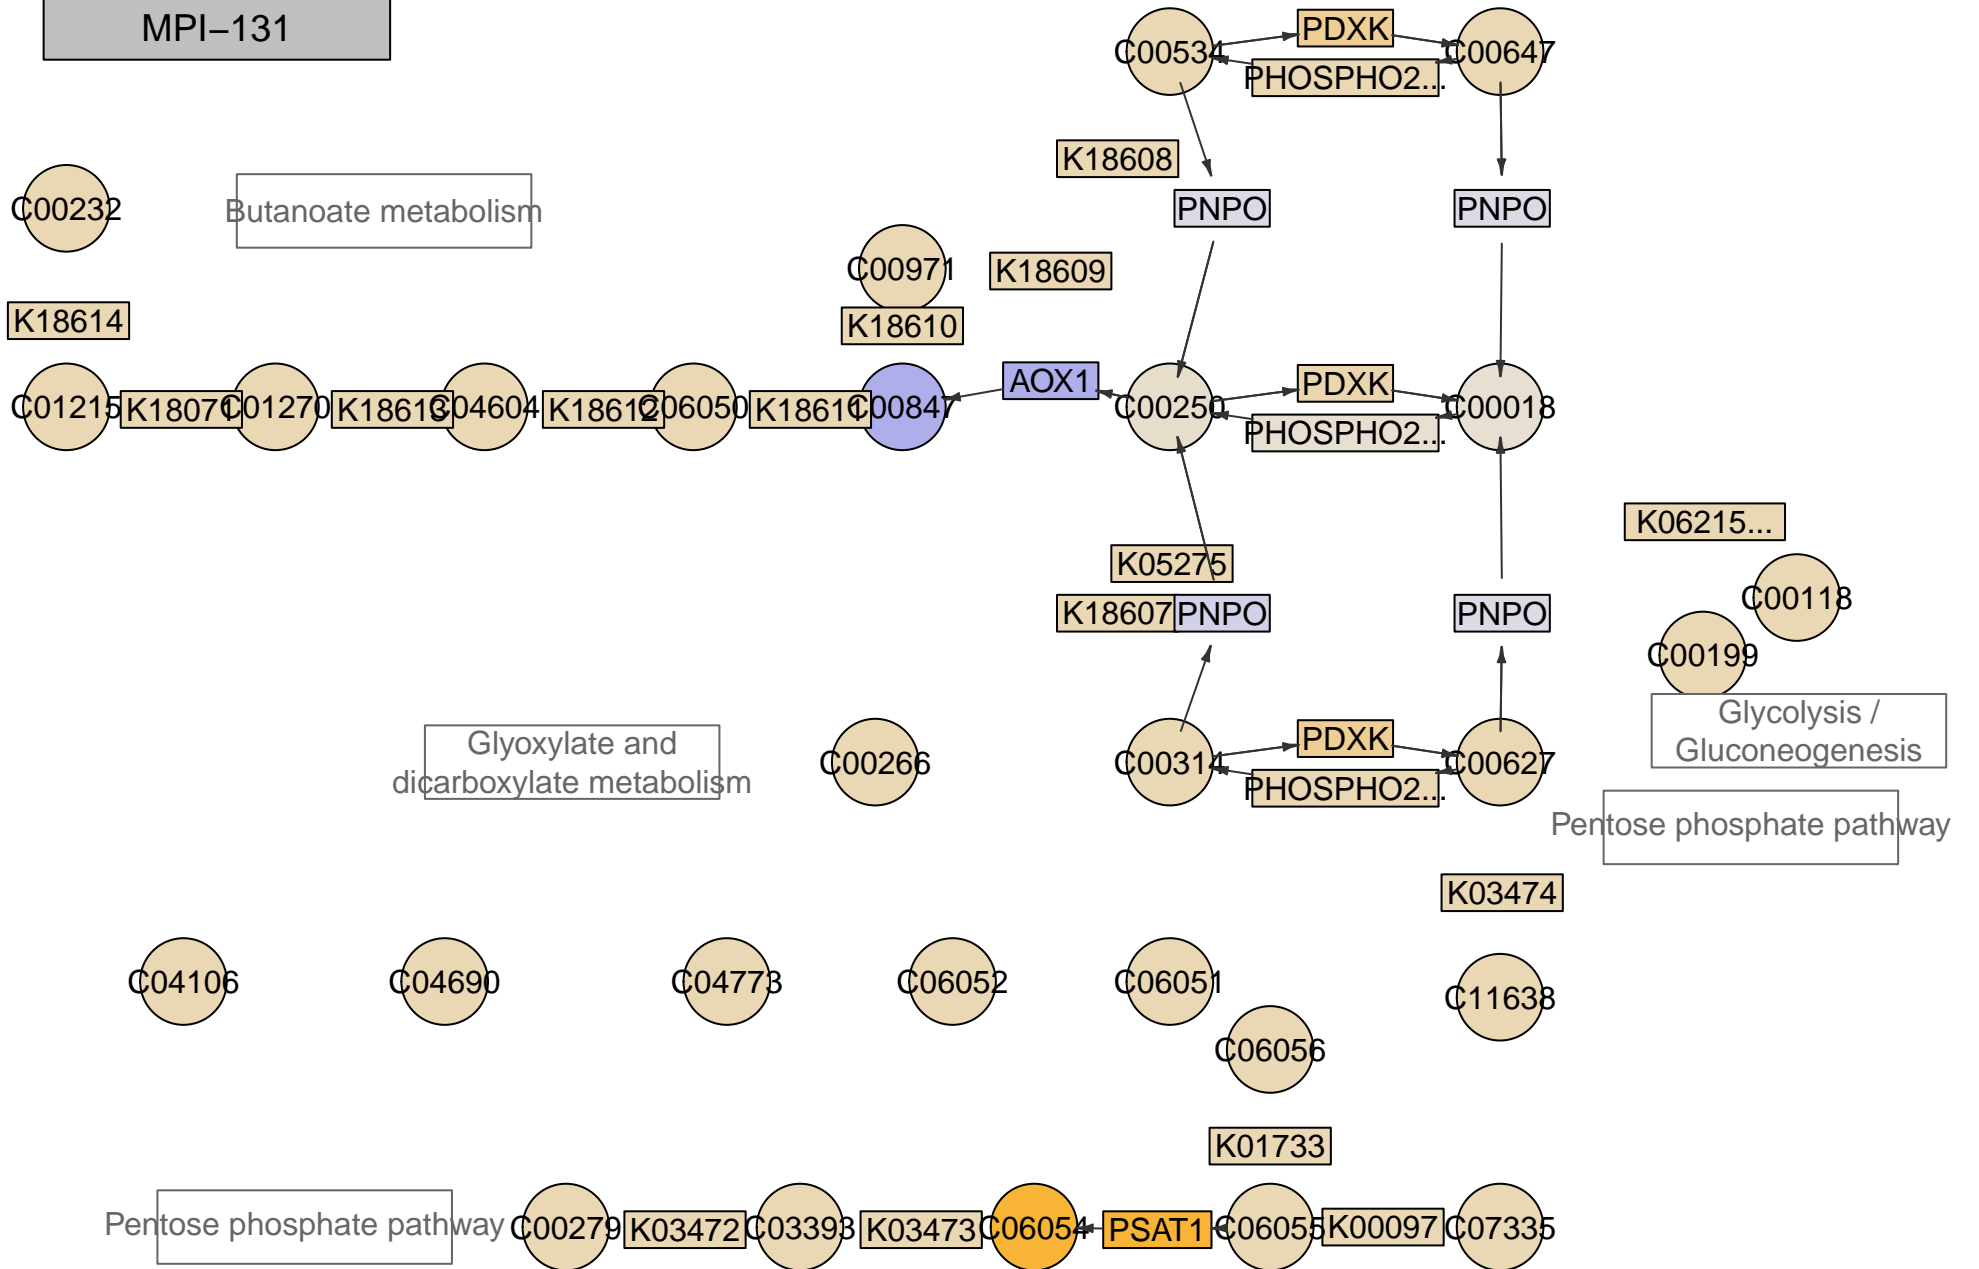 MPI–131
C00534
PDXK
C00647
PHOSPHO2...
K18608
C00232
Butanoate metabolism
PNPO
PNPO
C00971
K18609
K18614
K18610
AOX1
PDXK
C01215
K18071
C01270
K18613
C04604
K18612
C06050
K18611
C00847
C00250
C00018
PHOSPHO2...
K06215...
K05275
C00118
K18607
PNPO
PNPO
C00199
Glycolysis /
Gluconeogenesis
Glyoxylate and
dicarboxylate metabolism
C00266
C00314
PDXK
C00627
PHOSPHO2...
Pentose phosphate pathway
K03474
C04106
C04690
C04773
C06052
C06051
C11638
C06056
K01733
Pentose phosphate pathway
C00279
K03472
C03393
K03473
C06054
PSAT1
C06055
K00097
C07335